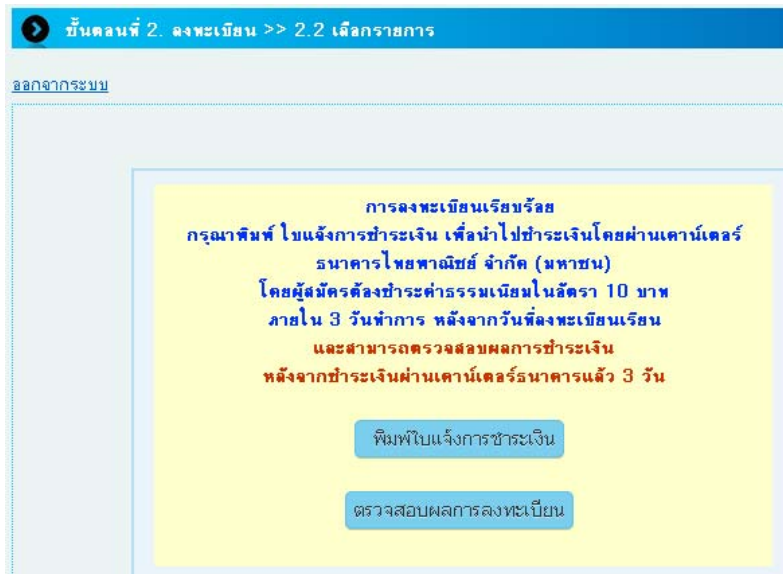 ขั้นตอนที่ 2. ลงทะเบียน >> 2.2 เลือกรายการ
ออกจากระบบ
การลงทะเบียนเรียบร้อย
กรุณาพิมพ์ ใบแจ้งการชำระเงิน เพื่อนำไปชำระเงินโดยผ่านเคาน์เตอร์
ธนาคารไทยพาณิชย์ จำกัด (มหาชน)
โดยผู้สมัครต้องชำระค่าธรรมเนียมในอัตรา 10 บาท
ภายใน 3 วันทำการ หลังจากวันที่ลงทะเบียนเรียน
และสามารถตรวจสอบผลการชำระเงิน
หลังจากชำระเงินผ่านเคาน์เตอร์ธนาคารแล้ว 3 วัน
พิมพ์ใบแจ้งการชำระเงิน
ตรวจสอบผลการลงทะเบียน